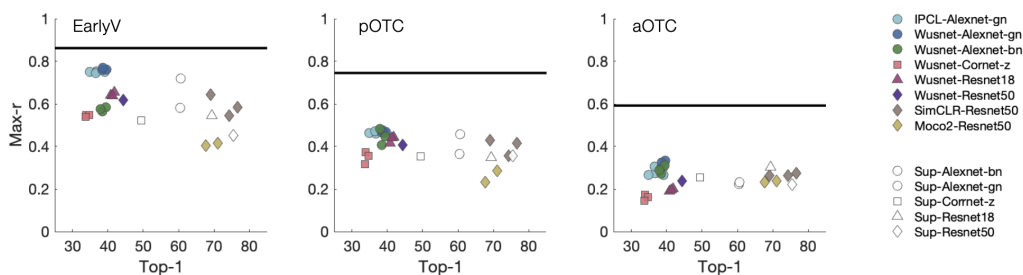 EarlyV
pOTC
aOTC
Max-r
1
0.8
0.6
0.4
0.2
0
30 40 50 60 70 80
Top-1
1
0.8
0.6
0.4
0.2
0
30 40 50 60 70 80
Top-1
1
0.8
0.6
0.4
0.2
0
30 40 50 60 70 80
Top-1
IPCL-Alexnet-gn
Wusnet-Alexnet-gn
Wusnet-Alexnet-bn
Wusnet-Cornet-z
Wusnet-Resnet18
Wusnet-Resnet50
SimCLR-Resnet50
Moco2-Resnet50
Sup-Alexnet-bn
Sup-Alexnet-gn
Sup-Corrnet-z
Sup-Resnet18
Sup-Resnet50